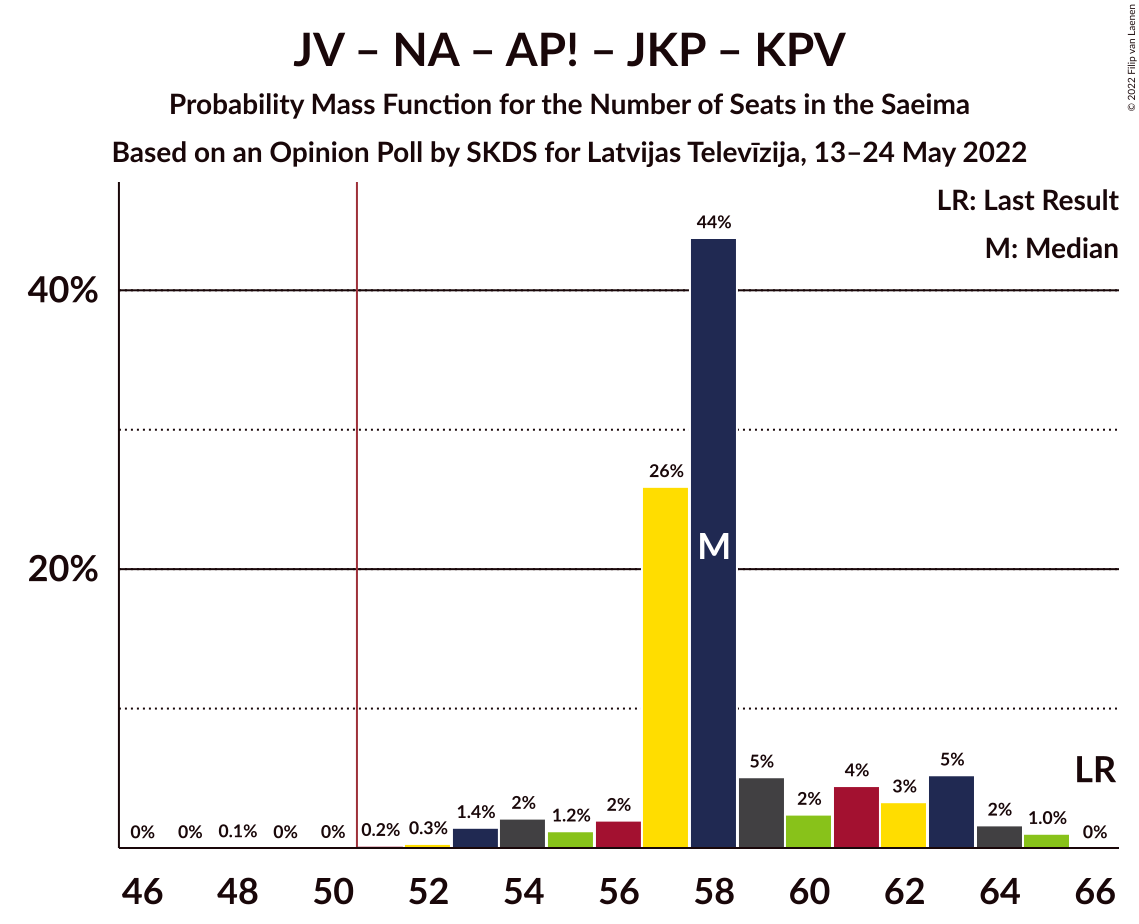 JV – NA – AP! – JKP – KPV
Probability Mass Function for the Number of Seats in the Saeima
Based on an Opinion Poll by SKDS for Latvijas Televīzija, 13–24 May 2022
© 2022 Filip van Laenen
LR: Last Result
M: Median
44%
40%
26%
M
20%
5%
4%
5%
LR
3%
2%
2%
2%
1.4%
2%
1.2%
1.0%
0%
0%
0.1%
0%
0%
0.2%
0.3%
0%
46 48 50 52 54 56 58 60 62 64 66